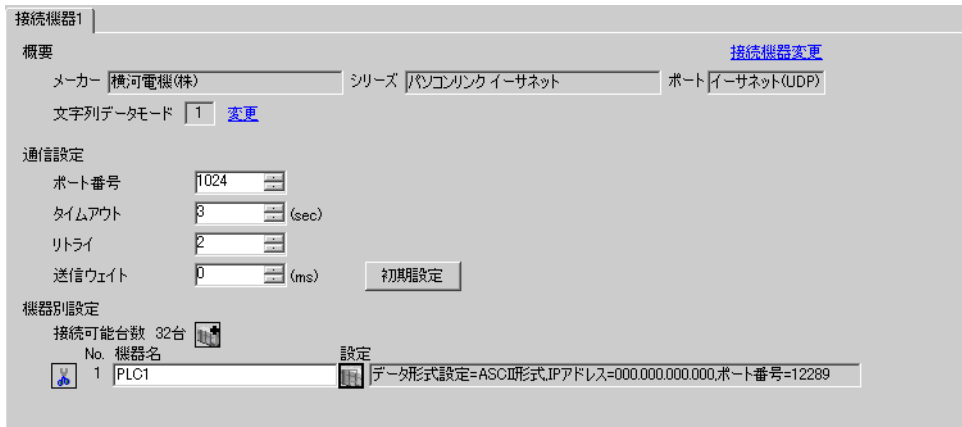 接続機器1
概要 接続機器変更
メーカー 横河電機(株) シリーズ パソコンリンク イーサネット ポート イーサネット(UDP)
文字列データモード 1 変更
通信設定
ポート番号 1024
タイムアウト 3 (sec)
リトライ 2
送信ウェイト 0 (ms) 初期設定
機器別設定
接続可能台数 32台
No. 機器名 設定
1 PLC1 データ形式設定=ASCII形式,IPアドレス=000.000.000.000,ポート番号=12289